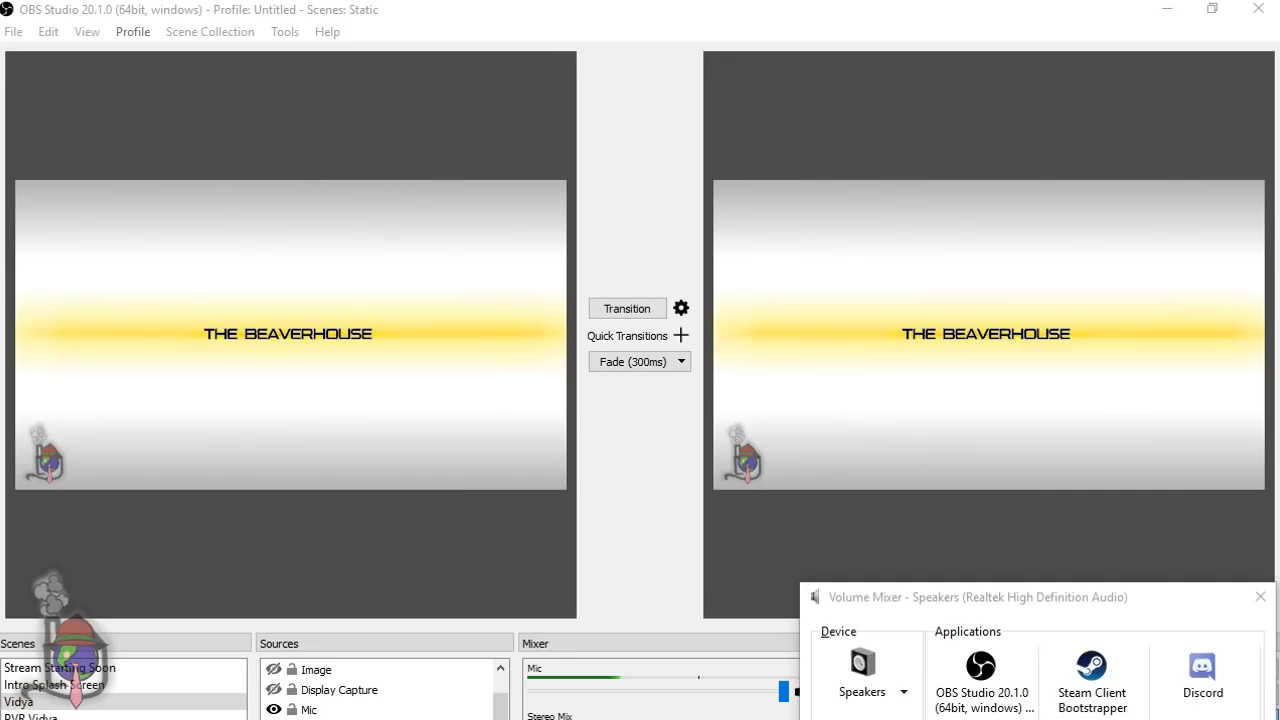 OBS Studio 20.1.0 (64bit, windows) - Profile: Untitled - Scenes: Static
File Edit View Profile Scene Collection Tools Help
THE BEAVERHOUSE
THE BEAVERHOUSE
Transition
Quick Transitions
Fade (300ms)
Scenes
Stream Starting Soon
Intro Splash Screen
Vidya
PVR Vidya
Sources
Image
Display Capture
Mic
Mixer
Mic
Stereo Mix
Volume Mixer - Speakers (Realtek High Definition Audio)
Device
Speakers
Applications
OBS Studio 20.1.0
(64bit, windows) ...
Steam Client
Bootstrapper
Discord